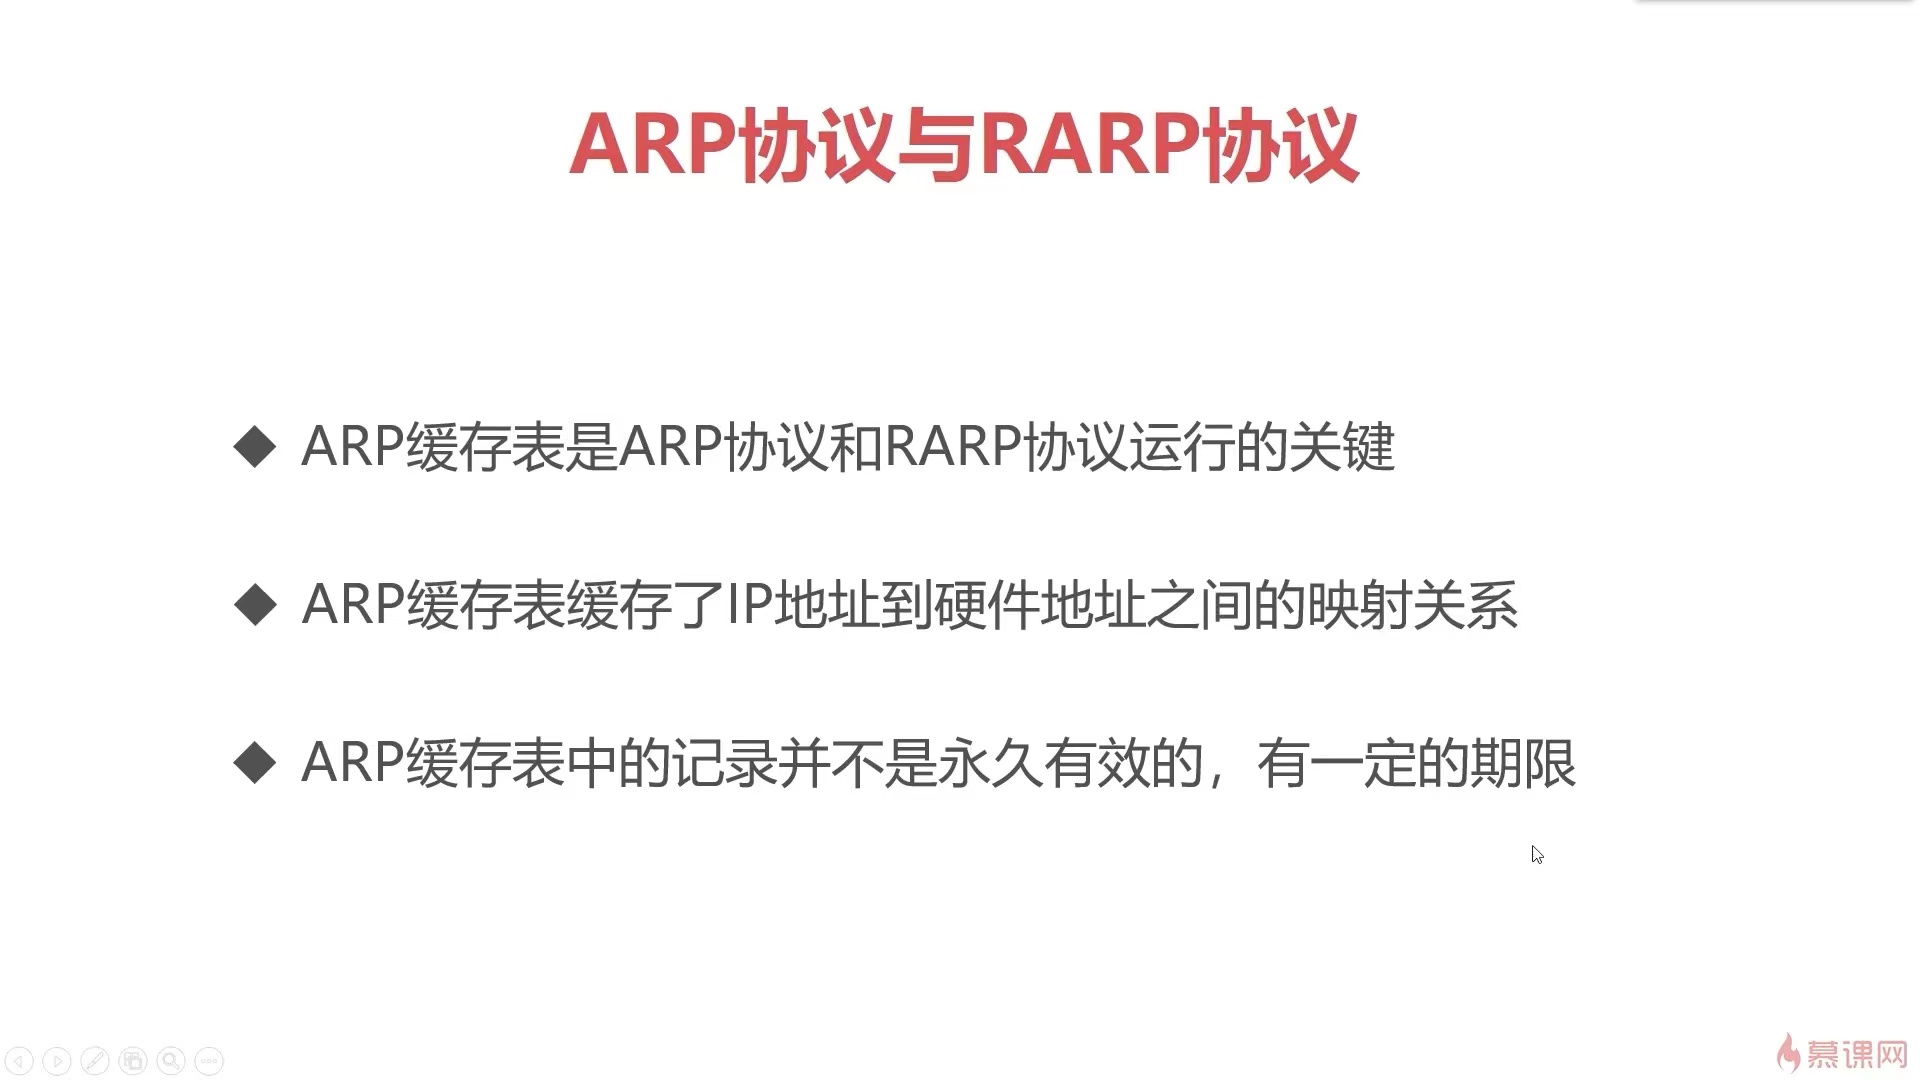 ARP协议与RARP协议
◆ ARP缓存表是ARP协议和RARP协议运行的关键
◆ ARP缓存表缓存了IP地址到硬件地址之间的映射关系
◆ ARP缓存表中的记录并不是永久有效的，有一定的期限
慕课网